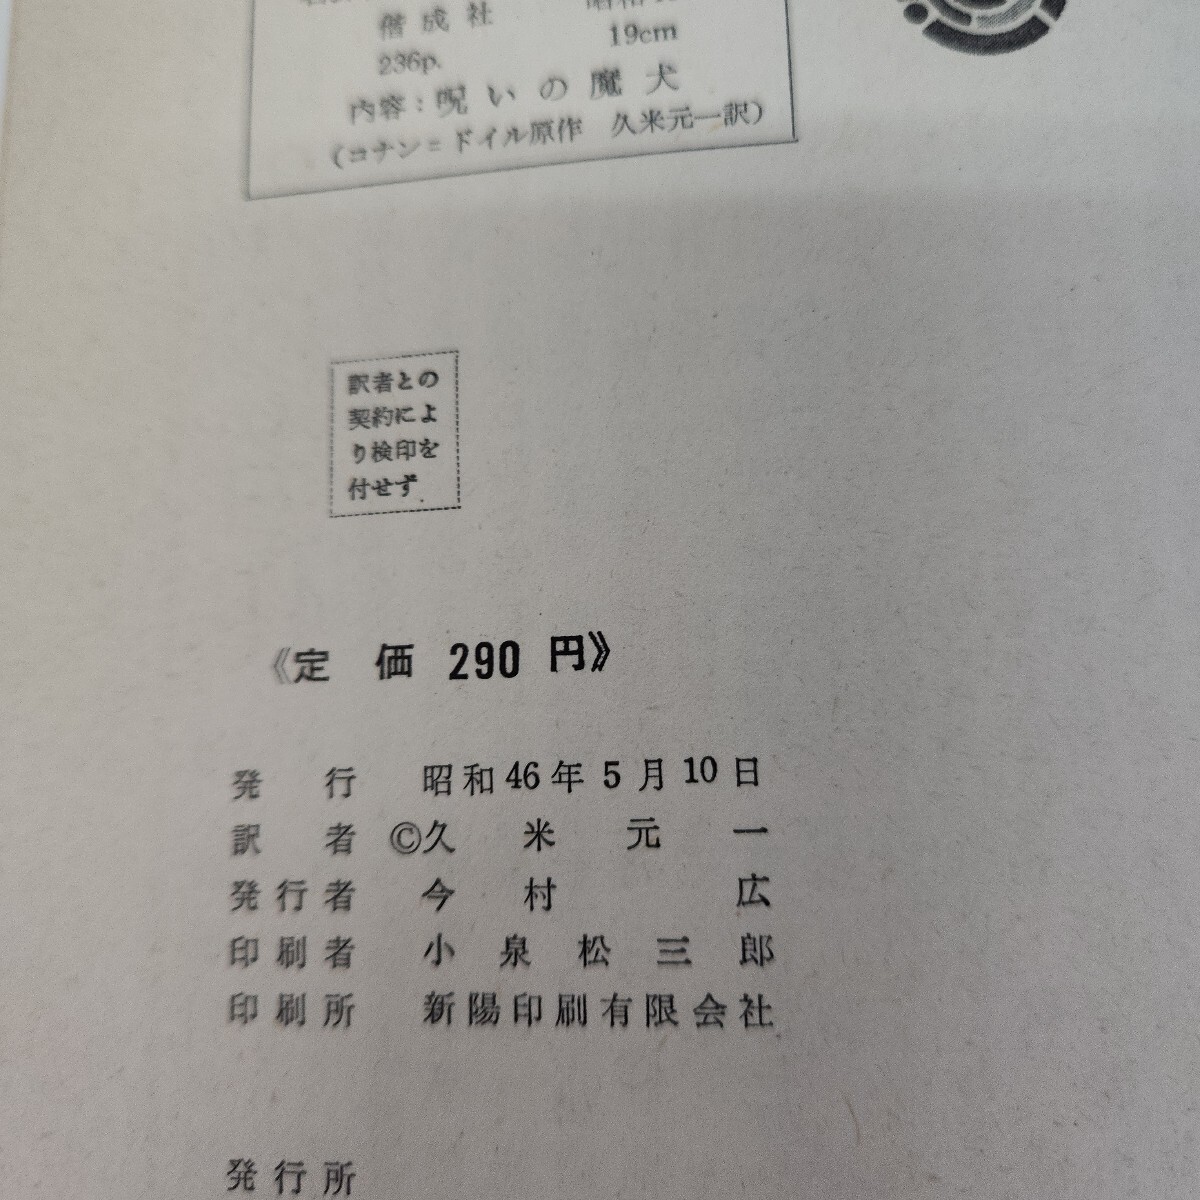 偕成社
19cm
236p.
内容：呪いの魔犬
（コナン＝ドイル原作　久米元一訳）
訳者との
契約によ
り検印を
付せず
《定価 290 円》
発行 昭和46年5月10日
訳者 ©久米元一
発行者 今村広
印刷者 小泉松三郎
印刷所 新陽印刷有限会社
発行所